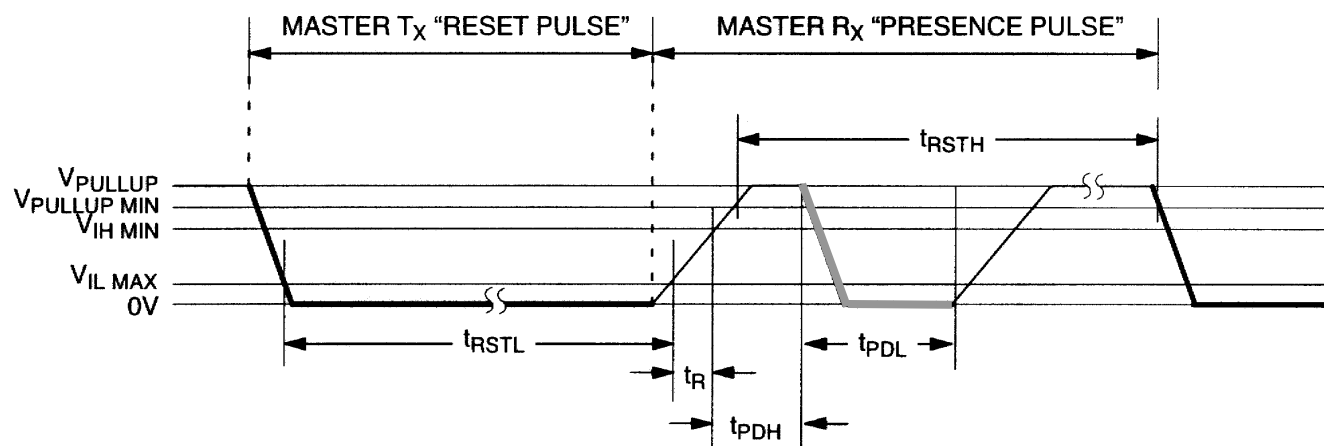 MASTER TX “RESET PULSE”
MASTER RX “PRESENCE PULSE”
tRSTH
VPULLUP
VPULLUP MIN
VIH MIN
VIL MAX
0V
tRSTL
tPDL
tR
tPDH